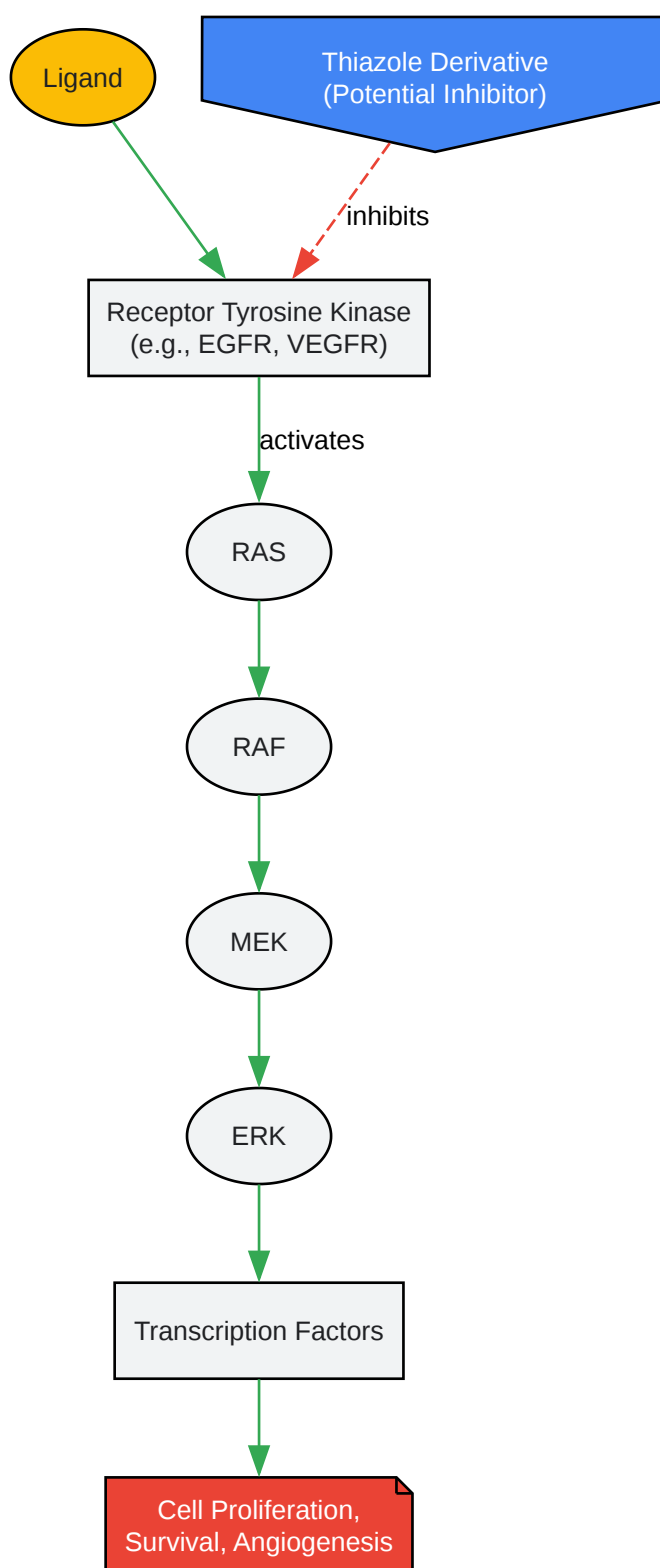 Ligand
Thiazole Derivative
(Potential Inhibitor)
inhibits
Receptor Tyrosine Kinase
(e.g., EGFR, VEGFR)
activates
RAS
RAF
MEK
ERK
Transcription Factors
Cell Proliferation,
Survival, Angiogenesis